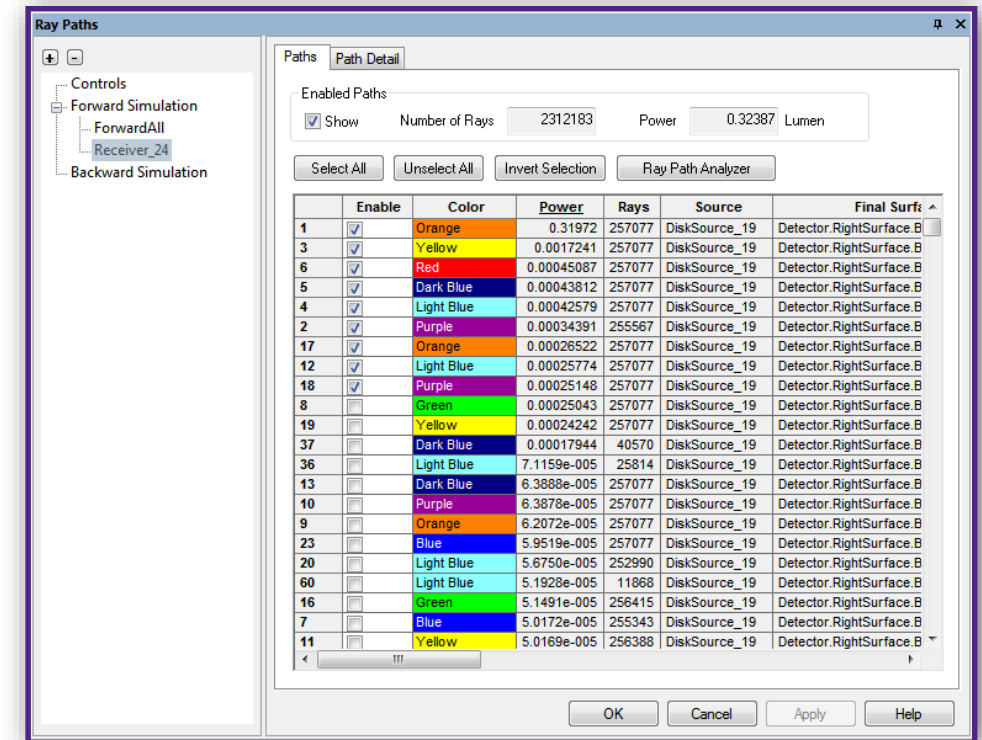 Ray Paths
Controls
Forward Simulation
ForwardAll
Receiver_24
Backward Simulation
Paths Path Detail
Enabled Paths
Show Number of Rays 2312183 Power 0.32387 Lumen
Select All Unselect All Invert Selection Ray Path Analyzer
Enable Color Power Rays Source Final Surfa
1 Orange 0.31972 257077 DiskSource_19 Detector.RightSurface.B
3 Yellow 0.0017241 257077 DiskSource_19 Detector.RightSurface.B
6 Red 0.00045087 257077 DiskSource_19 Detector.RightSurface.B
5 Dark Blue 0.00043812 257077 DiskSource_19 Detector.RightSurface.B
4 Light Blue 0.00042579 257077 DiskSource_19 Detector.RightSurface.B
2 Purple 0.00034391 255567 DiskSource_19 Detector.RightSurface.B
17 Orange 0.00026522 257077 DiskSource_19 Detector.RightSurface.B
12 Light Blue 0.00025774 257077 DiskSource_19 Detector.RightSurface.B
18 Purple 0.00025148 257077 DiskSource_19 Detector.RightSurface.B
8 Green 0.00025043 257077 DiskSource_19 Detector.RightSurface.B
19 Yellow 0.00024242 257077 DiskSource_19 Detector.RightSurface.B
37 Dark Blue 0.00017944 40570 DiskSource_19 Detector.RightSurface.B
36 Light Blue 7.1159e-005 25814 DiskSource_19 Detector.RightSurface.B
13 Dark Blue 6.3888e-005 257077 DiskSource_19 Detector.RightSurface.B
10 Purple 6.3878e-005 257077 DiskSource_19 Detector.RightSurface.B
9 Orange 6.2072e-005 257077 DiskSource_19 Detector.RightSurface.B
23 Blue 5.9519e-005 257077 DiskSource_19 Detector.RightSurface.B
20 Light Blue 5.6750e-005 252990 DiskSource_19 Detector.RightSurface.B
60 Light Blue 5.1928e-005 11868 DiskSource_19 Detector.RightSurface.B
16 Green 5.1491e-005 256415 DiskSource_19 Detector.RightSurface.B
7 Blue 5.0172e-005 255343 DiskSource_19 Detector.RightSurface.B
11 Yellow 5.0169e-005 256388 DiskSource_19 Detector.RightSurface.B
OK Cancel Apply Help